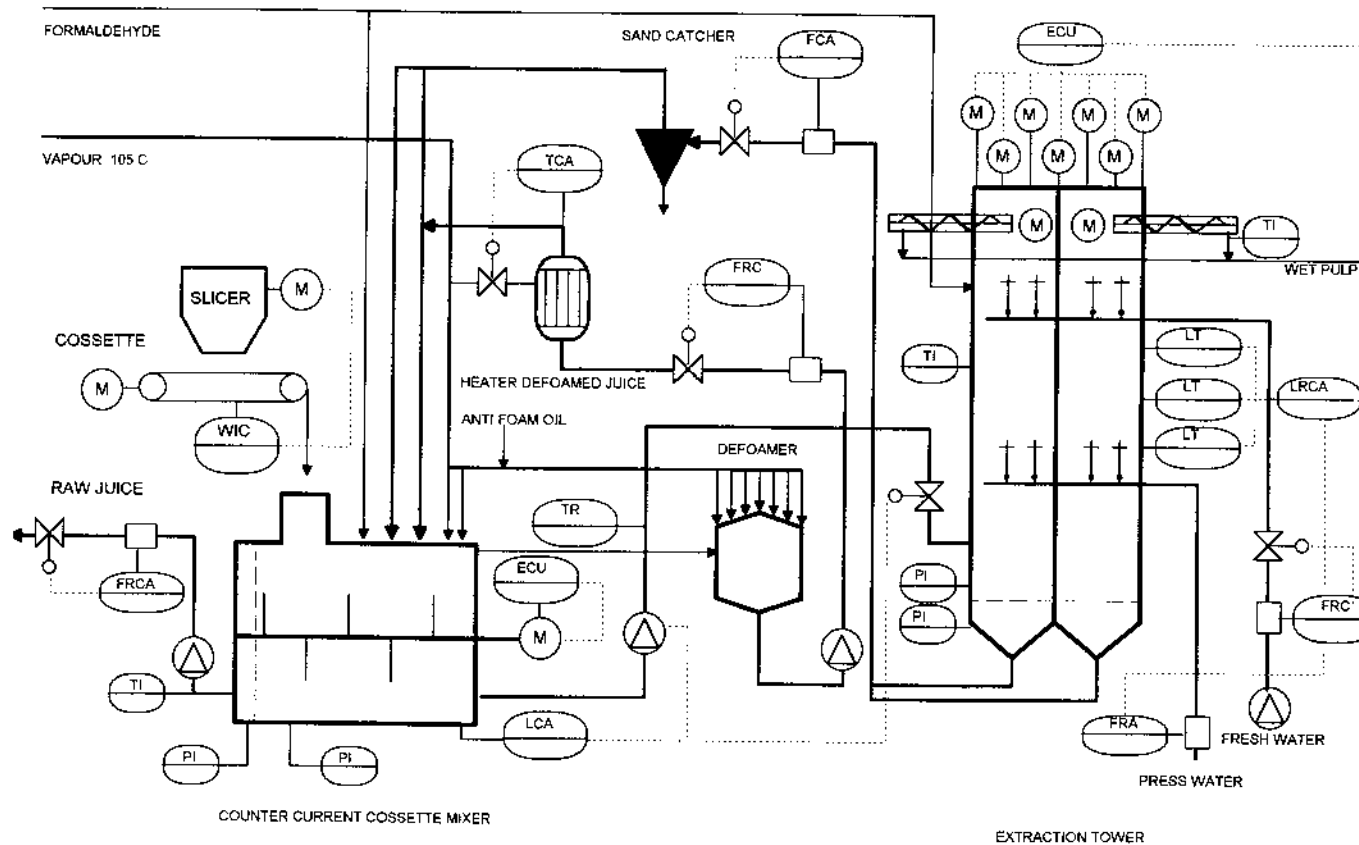 FORMALDEHYDE
SAND CATCHER
FCA
ECU
M
M
M
M
M
M
M
VAPOUR 105 C
TCA
M
M
TI
WET PULP
FRC
SLICER
M
COSSETTE
M
WIC
HEATER DEFOAMED JUICE
TI
LT
LT
LRCA
LT
ANTI FOAM OIL
DEFOAMER
RAW JUICE
TR
FRCA
ECU
M
PI
PI
FRC
TI
LCA
FRA
FRESH WATER
PI
PI
PRESS WATER
COUNTER CURRENT COSSETTE MIXER
EXTRACTION TOWER